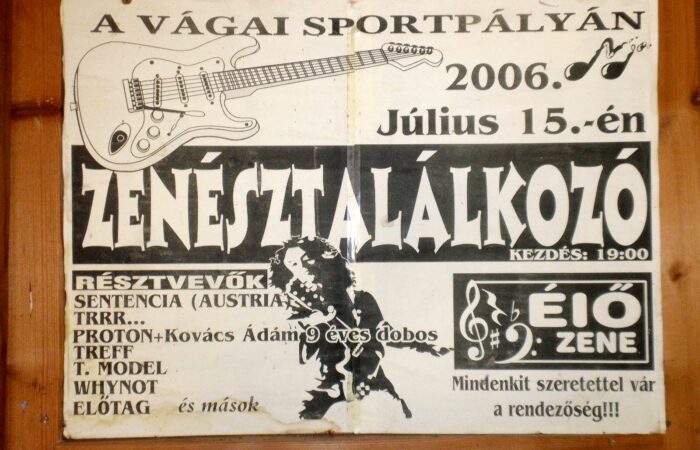 A VÁGAI SPORTPÁLYÁN
2006.
Július 15.-én
ZENÉSZTALÁLKOZÓ
KEZDÉS: 19:00
RÉSZTVEVŐK
SENTENCIA (AUSTRIA)
TRRR...
PROTON+Kovács Ádám 9 éves dobos
TREFF
T. MODEL
WHYNOT
ELŐTAG és mások
ÉlŐ
ZENE
Mindenkit szeretettel vár
a rendezőség!!!